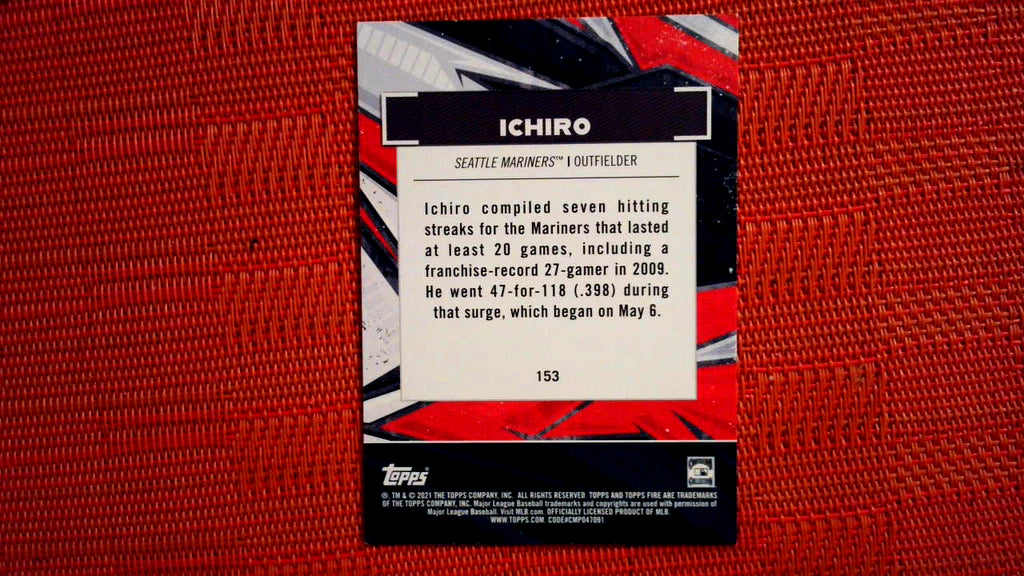 ICHIRO
SEATTLE MARINERS™ | OUTFIELDER
Ichiro compiled seven hitting
streaks for the Mariners that lasted
at least 20 games, including a
franchise-record 27-gamer in 2009.
He went 47-for-118 (.398) during
that surge, which began on May 6.
153
Topps®
®, TM & © 2021 THE TOPPS COMPANY, INC. ALL RIGHTS RESERVED. TOPPS AND TOPPS FIRE ARE TRADEMARKS
OF THE TOPPS COMPANY, INC. Major League Baseball trademarks and copyrights are used with permission of
Major League Baseball. Visit MLB.com. OFFICIALLY LICENSED PRODUCT OF MLB.
WWW.TOPPS.COM CODE#CMP047091